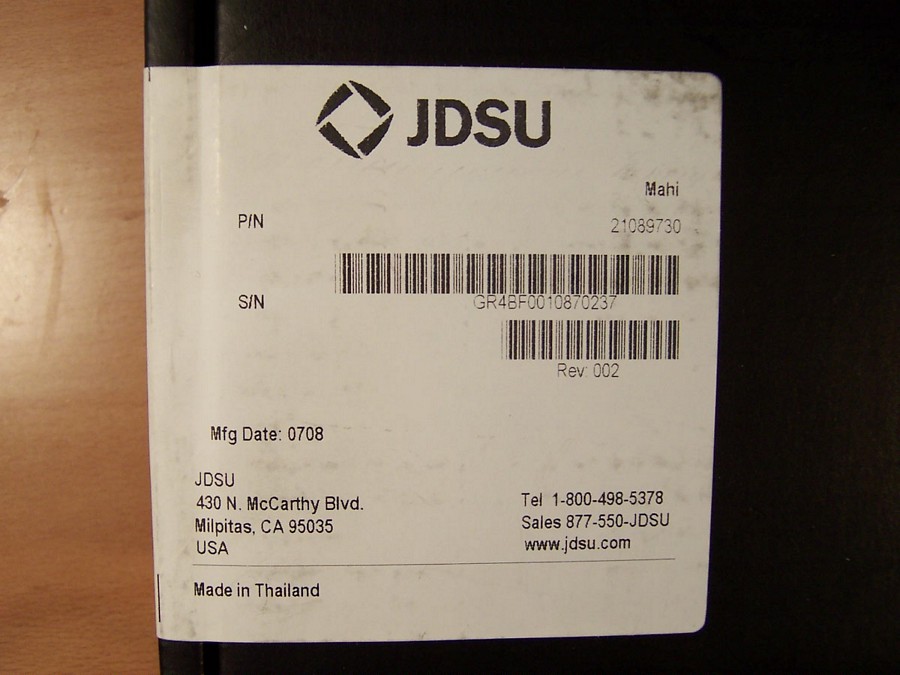 JDSU
Mahi
P/N 21089730
S/N GR4BF0010870237
Rev 002
Mfg Date: 0708
JDSU
430 N. McCarthy Blvd.
Milpitas, CA 95035
USA
Tel 1-800-498-5378
Sales 877-550-JDSU
www.jdsu.com
Made in Thailand